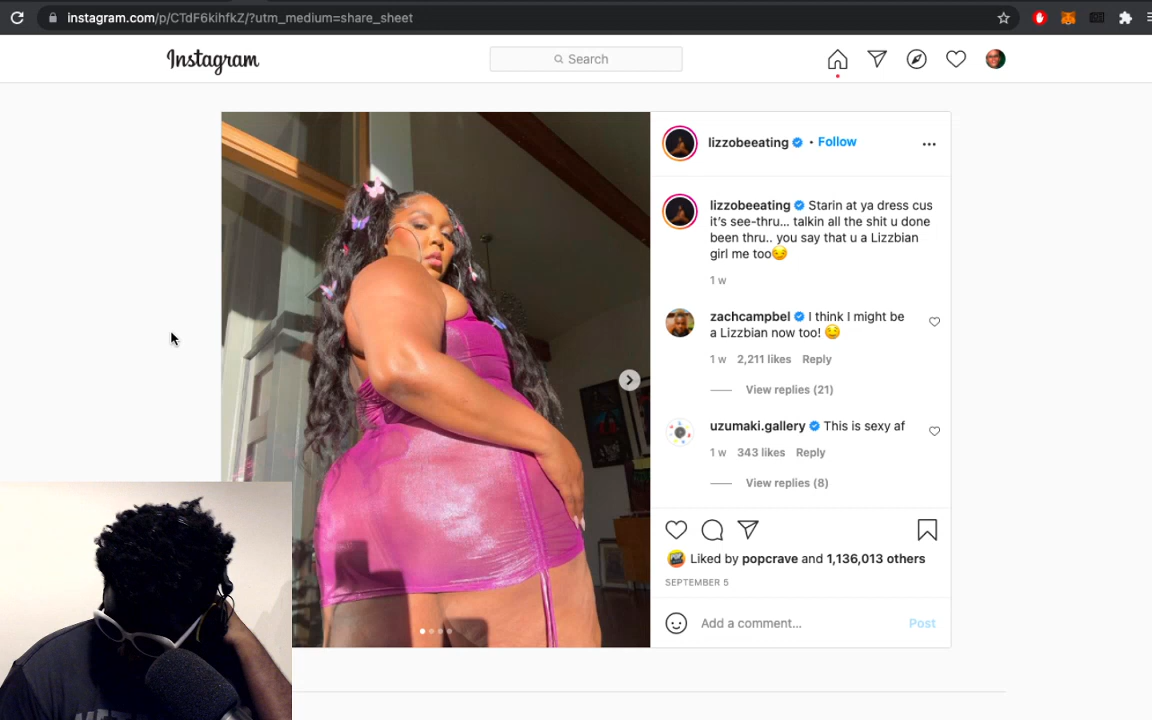 instagram.com/p/CTdF6kihfkZ/?utm_medium=share_sheet
Instagram
Search
lizzobeeating • Follow
lizzobeeating Starin at ya dress cus
it's see-thru... talkin all the shit u done
been thru.. you say that u a Lizzbian
girl me too😏
1 w
zachcampbel I think I might be
a Lizzbian now too! 😏
1 w 2,211 likes Reply
View replies (21)
uzumaki.gallery This is sexy af
1 w 343 likes Reply
View replies (8)
Liked by popcrave and 1,136,013 others
SEPTEMBER 5
Add a comment...
Post